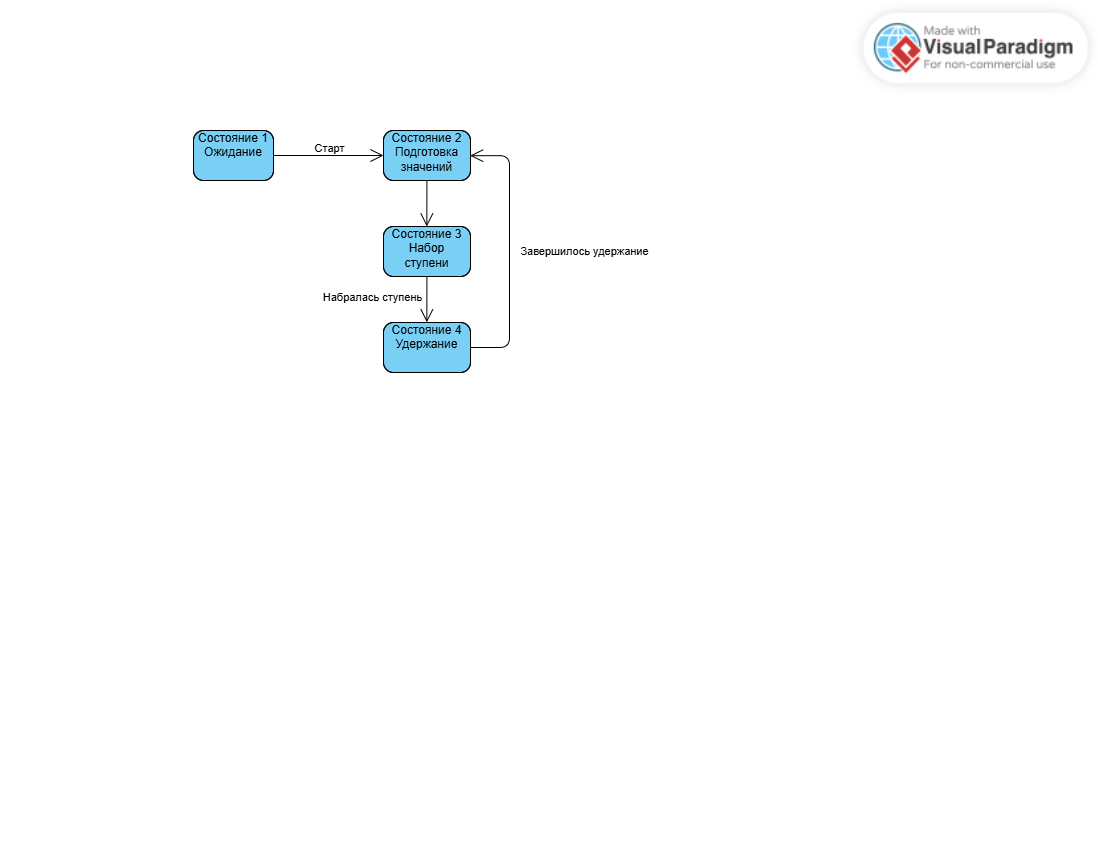 Made with
Visual Paradigm
For non-commercial use
Состояние 1
Ожидание
Старт
Состояние 2
Подготовка
значений
Состояние 3
Набор
ступени
Завершилось удержание
Набралась ступень
Состояние 4
Удержание